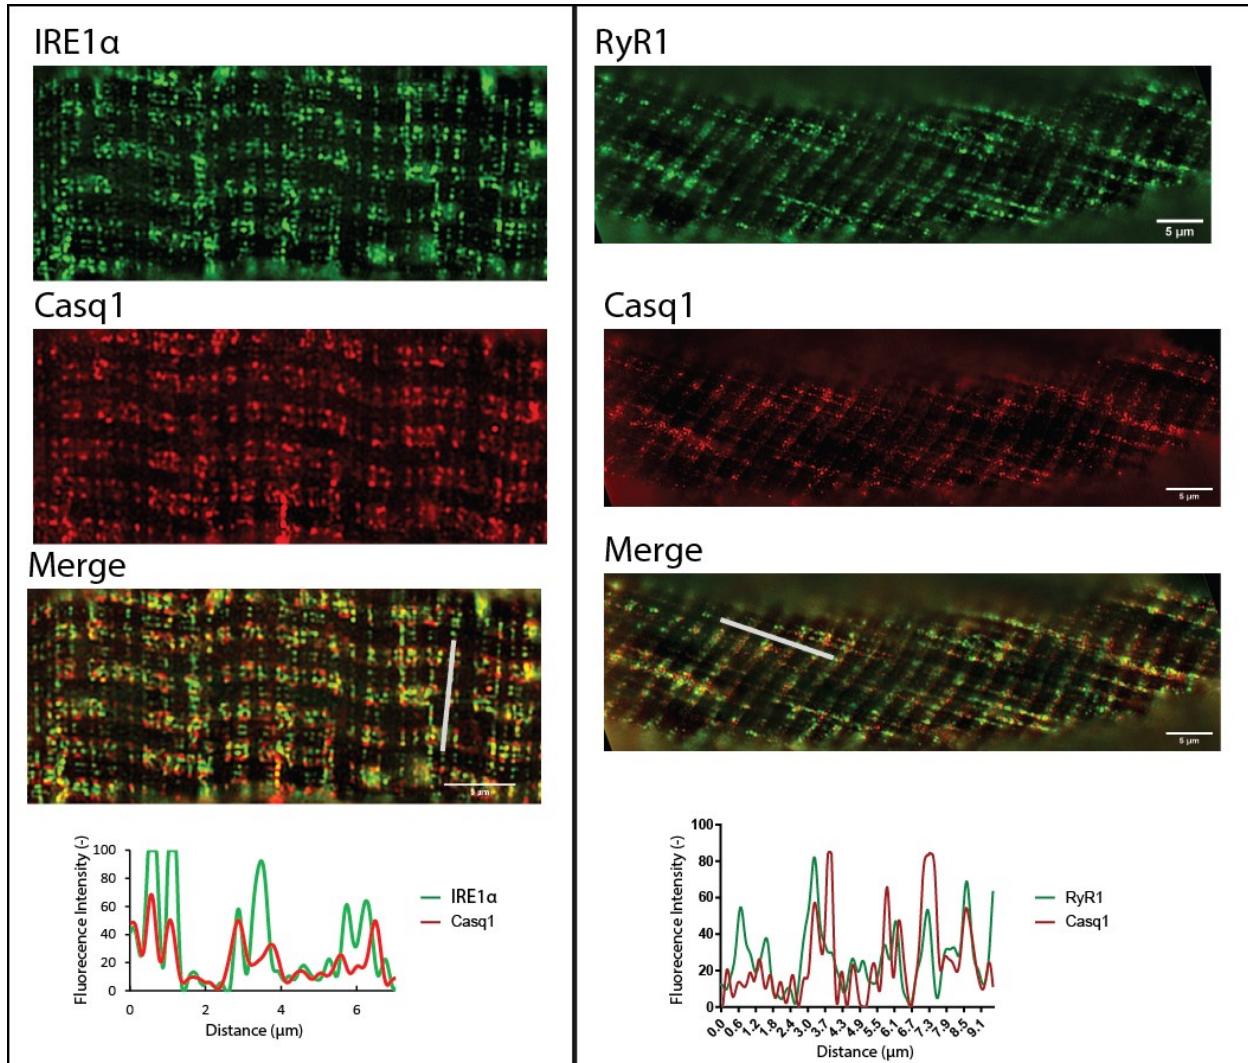 IRE1α
Casq1
Merge
5 µm
Fluorecence Intensity (-)
100
80
60
40
20
0
0
2
4
6
Distance (µm)
IRE1α
Casq1
RyR1
5 µm
Casq1
5 µm
Merge
5 µm
Fluorecence Intensity (-)
100
80
60
40
20
0
0.0
0.6
1.2
1.8
2.4
3.0
3.7
4.3
4.9
5.5
6.1
6.7
7.3
7.9
8.5
9.1
Distance (µm)
RyR1
Casq1